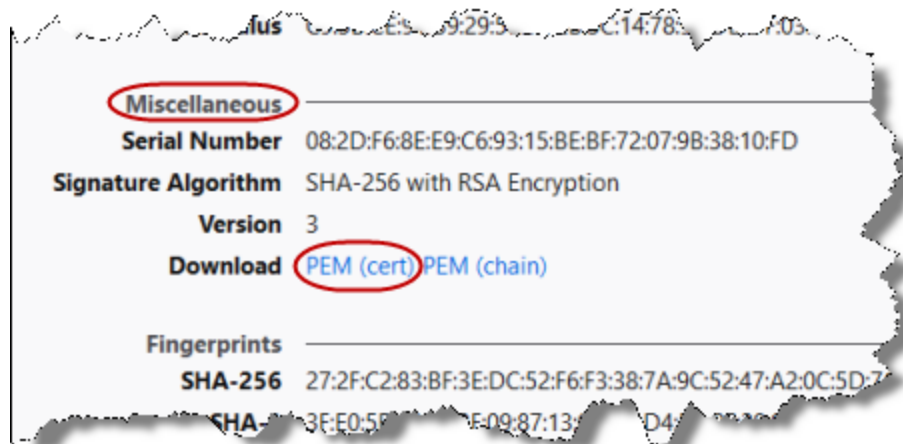 Miscellaneous
Serial Number 08:2D:F6:8E:E9:C6:93:15:BE:BF:72:07:9B:38:10:FD
Signature Algorithm SHA-256 with RSA Encryption
Version 3
Download PEM (cert) PEM (chain)
Fingerprints
SHA-256 27:2F:C2:83:BF:3E:DC:52:F6:F3:38:7A:9C:52:47:A2:0C:5D: